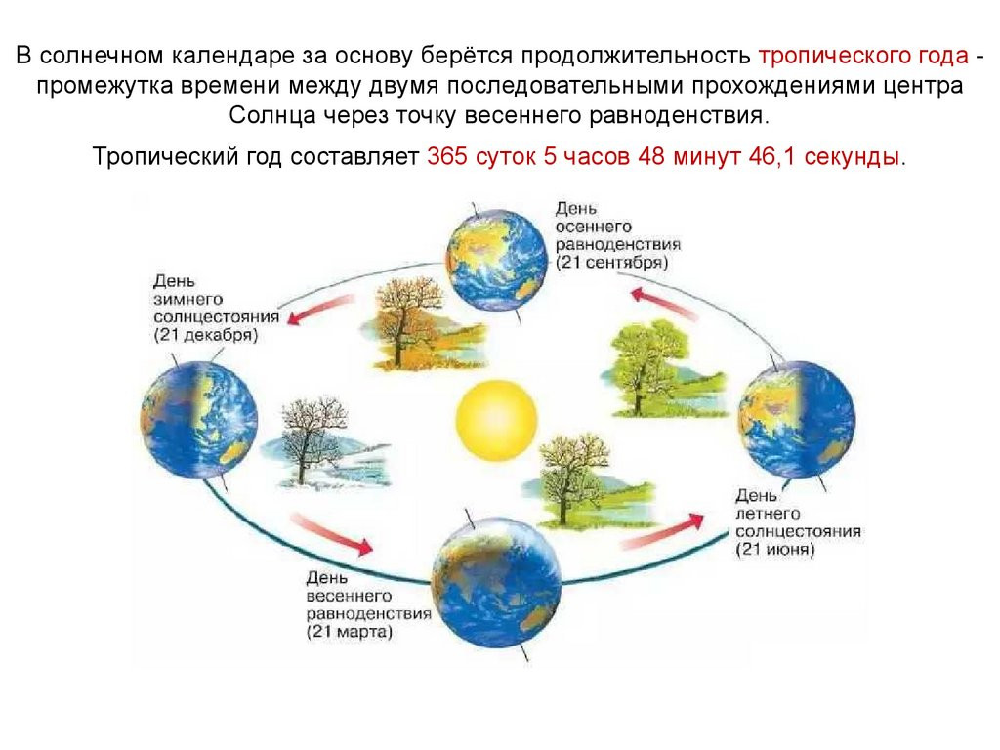 В солнечном календаре за основу берётся продолжительность тропического года -
промежутка времени между двумя последовательными прохождениями центра
Солнца через точку весеннего равноденствия.
Тропический год составляет 365 суток 5 часов 48 минут 46,1 секунды.
День
осеннего
равноденствия
(21 сентября)
День
зимнего
солнцестояния
(21 декабря)
День
летнего
солнцестояния
(21 июня)
День
весеннего
равноденствия
(21 марта)